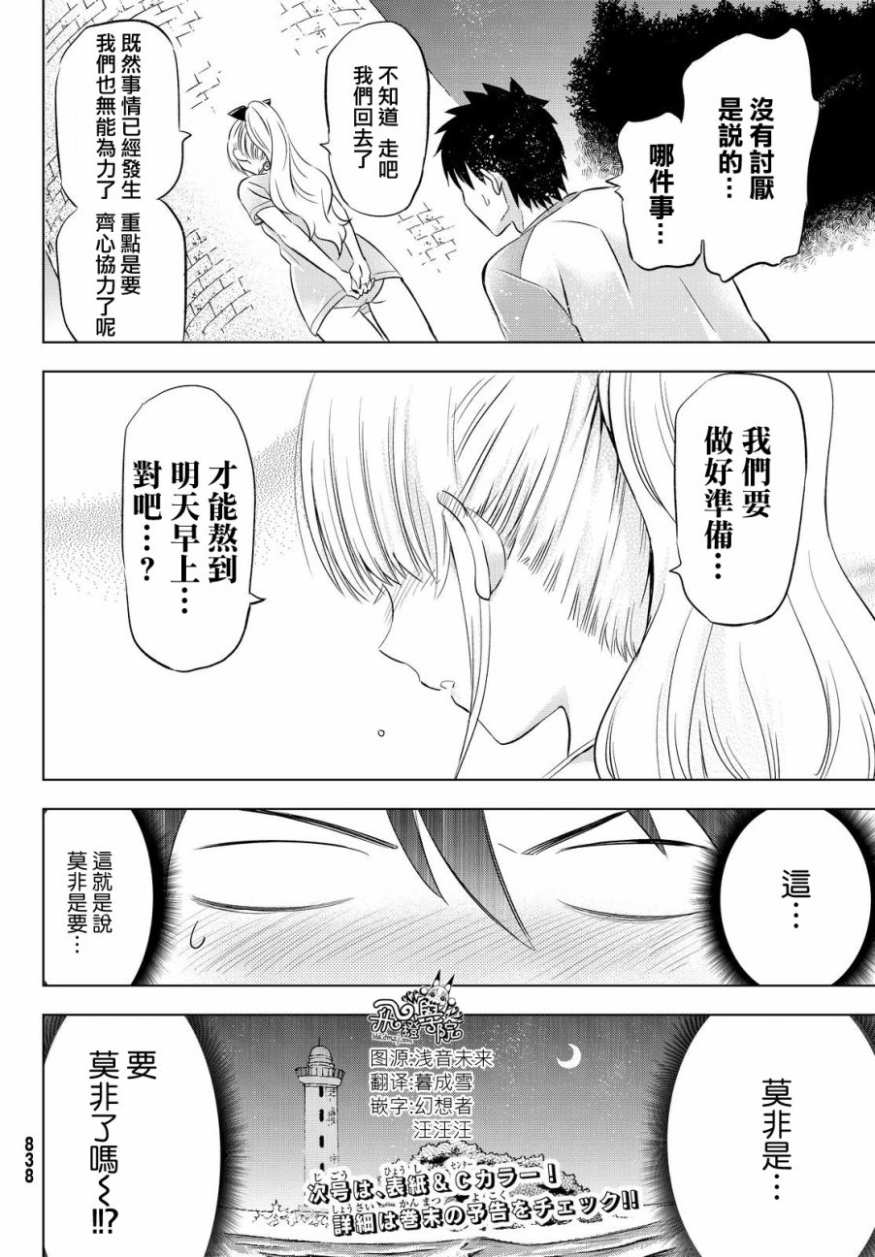 沒有討厭
是説的…
哪件事…
不知道 走吧
我們回去了
既然事情已經發生
我們也無能為力了
重點是要
齊心協力了呢
我們要
做好準備…
才能熬到
明天早上…
對吧…?
這…
這就是說
莫非是要…
莫非是…
要
莫非了嗎～!!?
图源:浅音未来
翻译:暮成雪
嵌字:幻想者
汪汪汪
次号は、表紙＆Cカラー！
詳細は巻末の予告をチェック!!
838